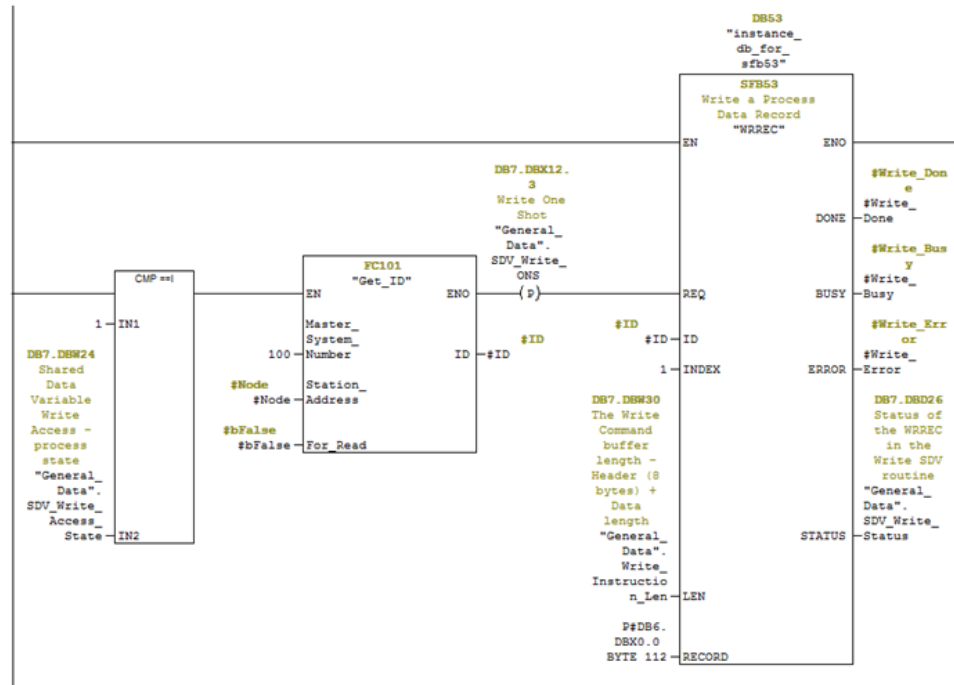 DB53
"instance_
db_for_
sfb53"
SFB53
Write a Process
Data Record
"WRREC"
EN
ENO
DB7.DBX12.
3
Write One
Shot
"General_
Data".
SDV_Write_
ONS
(P)
#Write_Don
e
#Write_
Done
DONE
CMP ==I
FC101
"Get_ID"
EN
ENO
REQ
#Write_Bus
y
#Write_
Busy
BUSY
1
IN1
Master_
System_
Number
100
ID
#ID
#ID
#ID
#ID
ID
1
INDEX
#Write_Err
or
#Write_
Error
ERROR
DB7.DBW24
Shared
Data
Variable
Write
Access -
process
state
"General_
Data".
SDV_Write_
Access_
State
IN2
#Node
#Node
Station_
Address
#bFalse
#bFalse
For_Read
DB7.DBW30
The Write
Command
buffer
length -
Header (8
bytes) +
Data
length
"General_
Data".
Write_
Instructio
n_Len
LEN
DB7.DBD26
Status of
the WRREC
in the
Write SDV
routine
"General_
Data".
SDV_Write_
Status
STATUS
P#DB6.
DBX0.0
BYTE 112
RECORD